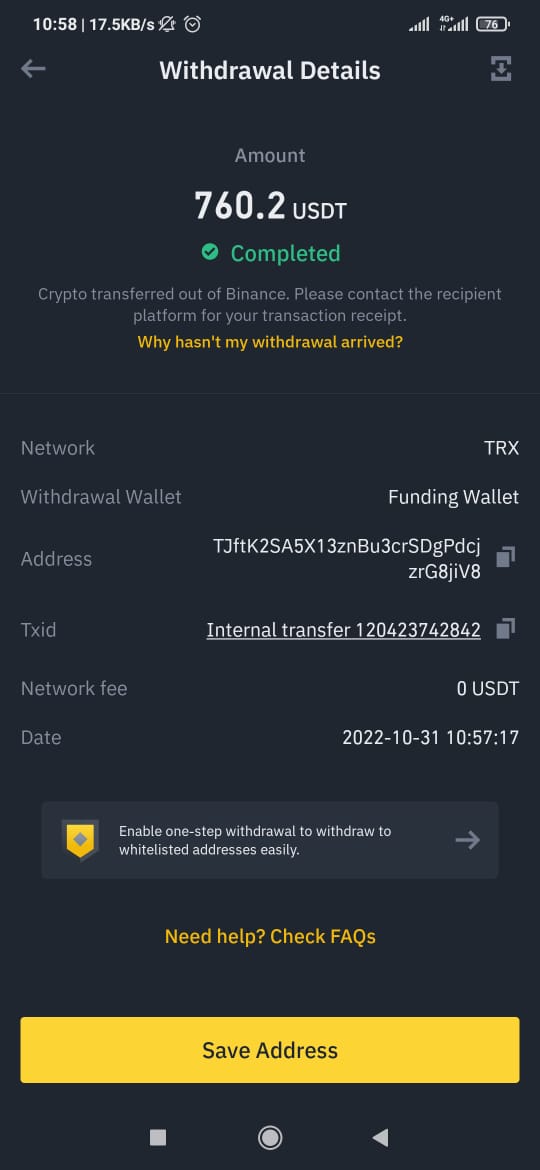 10:58 | 17.5KB/s
4G+
76
Withdrawal Details
Amount
760.2 USDT
Completed
Crypto transferred out of Binance. Please contact the recipient
platform for your transaction receipt.
Why hasn't my withdrawal arrived?
Network TRX
Withdrawal Wallet Funding Wallet
Address TJftK2SA5X13znBu3crSDgPdcj
zrG8jiV8
Txid Internal transfer 120423742842
Network fee 0 USDT
Date 2022-10-31 10:57:17
Enable one-step withdrawal to withdraw to
whitelisted addresses easily.
Need help? Check FAQs
Save Address